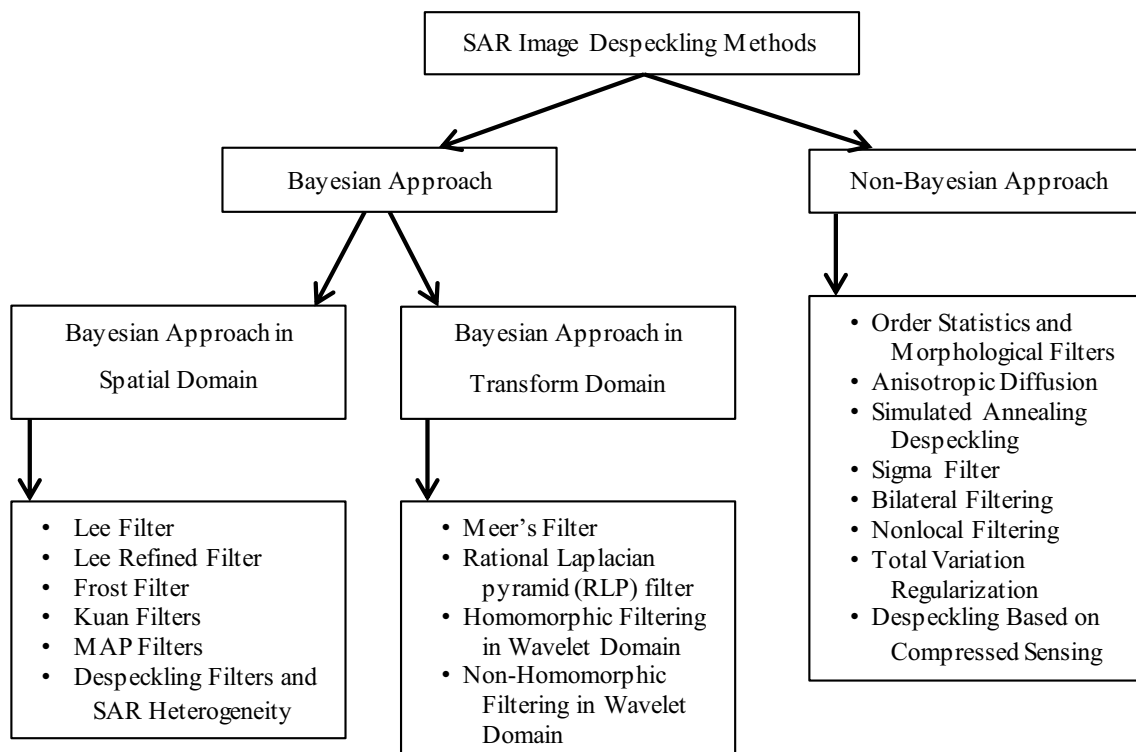 SAR Image Despeckling Methods
Bayesian Approach
Non-Bayesian Approach
Bayesian Approach in
Spatial Domain
Bayesian Approach in
Transform Domain
• Order Statistics and
Morphological Filters
• Anisotropic Diffusion
• Simulated Annealing
Despeckling
• Sigma Filter
• Bilateral Filtering
• Nonlocal Filtering
• Total Variation
Regularization
• Despeckling Based on
Compressed Sensing
• Lee Filter
• Lee Refined Filter
• Frost Filter
• Kuan Filters
• MAP Filters
• Despeckling Filters and
SAR Heterogeneity
• Meer's Filter
• Rational Laplacian
pyramid (RLP) filter
• Homomorphic Filtering
in Wavelet Domain
• Non-Homomorphic
Filtering in Wavelet
Domain